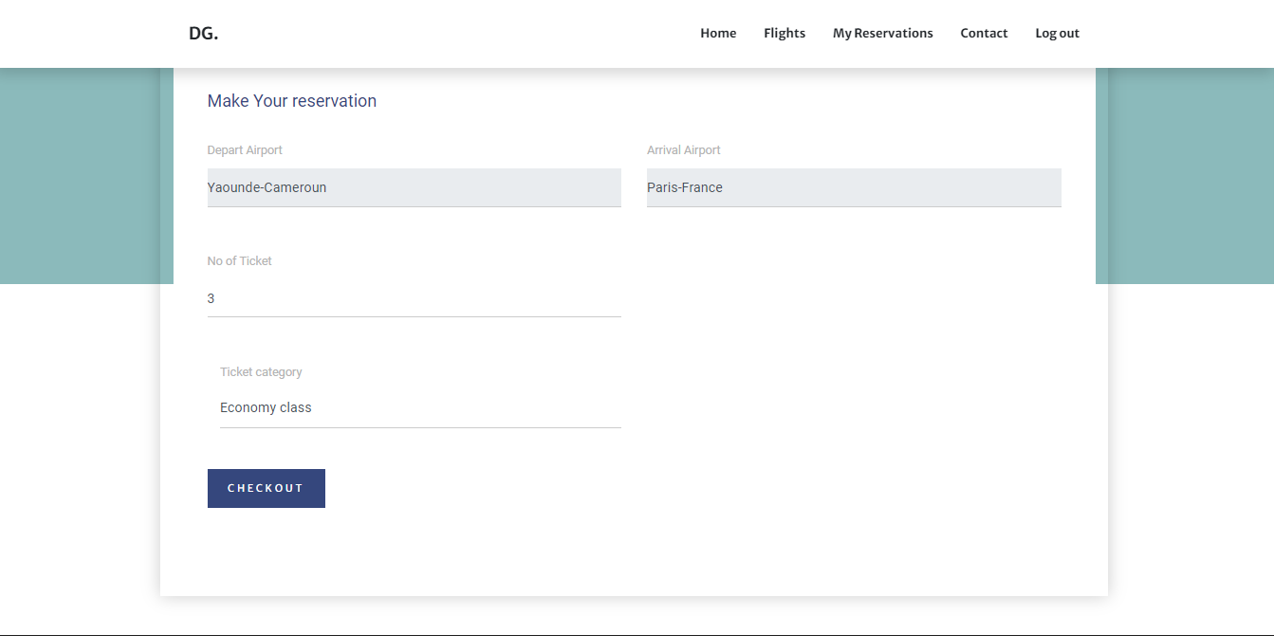 DG. Home Flights My Reservations Contact Log out
Make Your reservation
Depart Airport Arrival Airport
Yaounde-Cameroun Paris-France
No of Ticket
3
Ticket category
Economy class
CHECKOUT